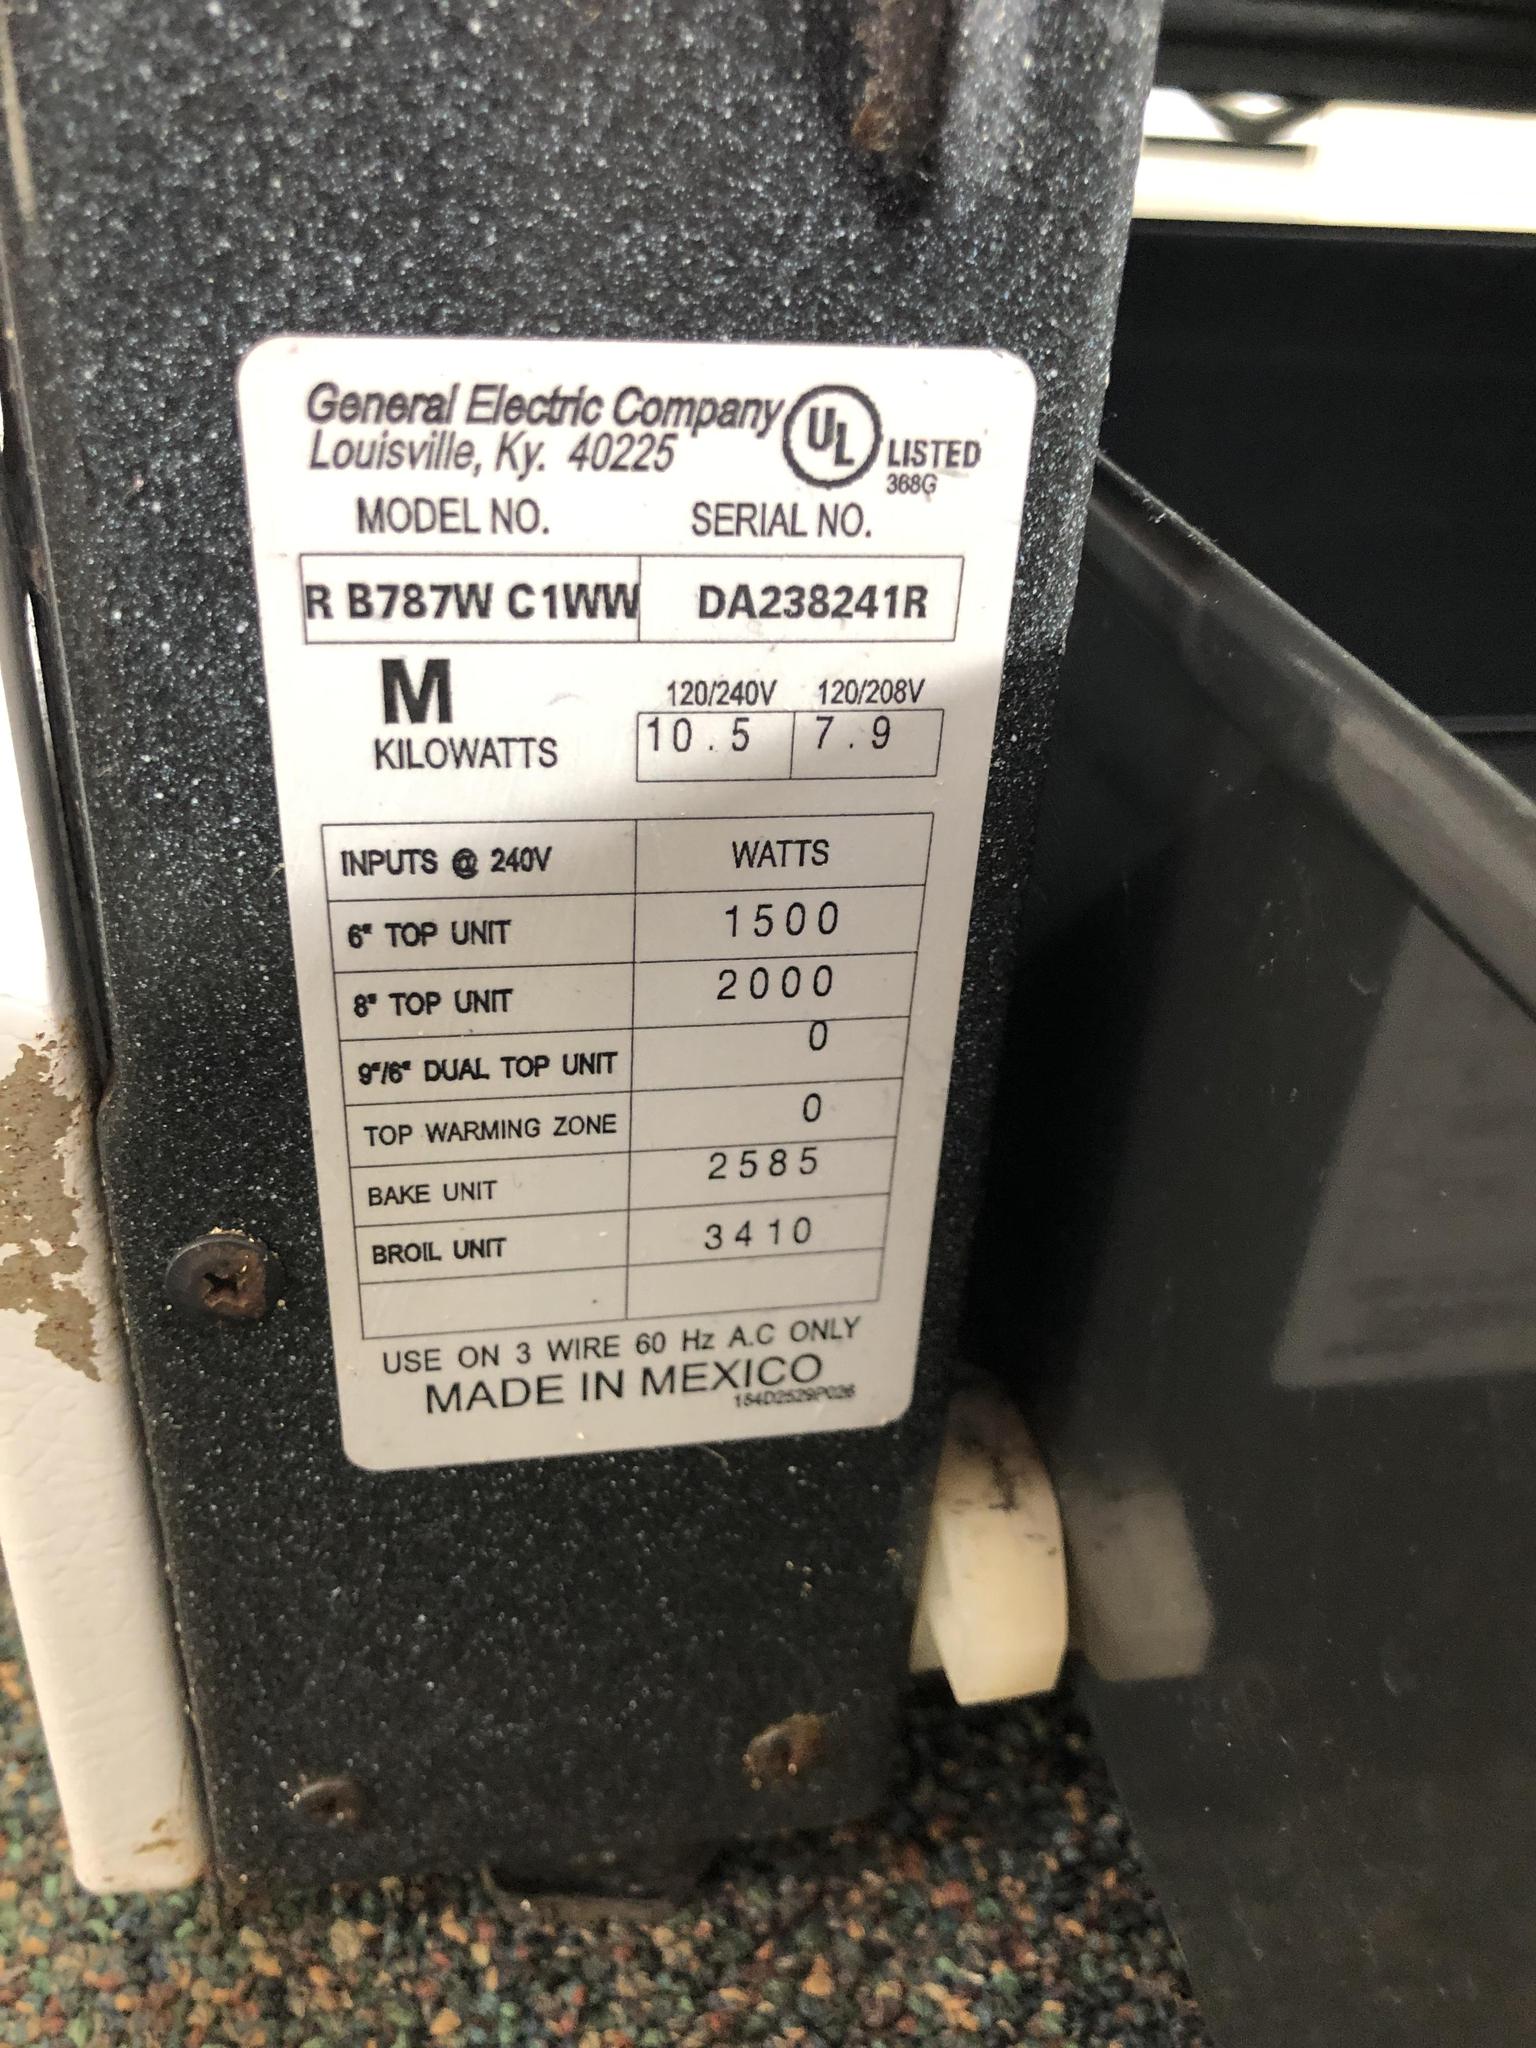 General Electric Company
Louisville, Ky. 40225
UL LISTED
368G
MODEL NO. SERIAL NO.
R B787W C1WW DA238241R
M
KILOWATTS
120/240V 120/208V
10.5 7.9
INPUTS @ 240V WATTS
6" TOP UNIT 1500
8" TOP UNIT 2000
9"/6" DUAL TOP UNIT 0
TOP WARMING ZONE 0
BAKE UNIT 2585
BROIL UNIT 3410
USE ON 3 WIRE 60 Hz A.C ONLY
MADE IN MEXICO
184D2529P026